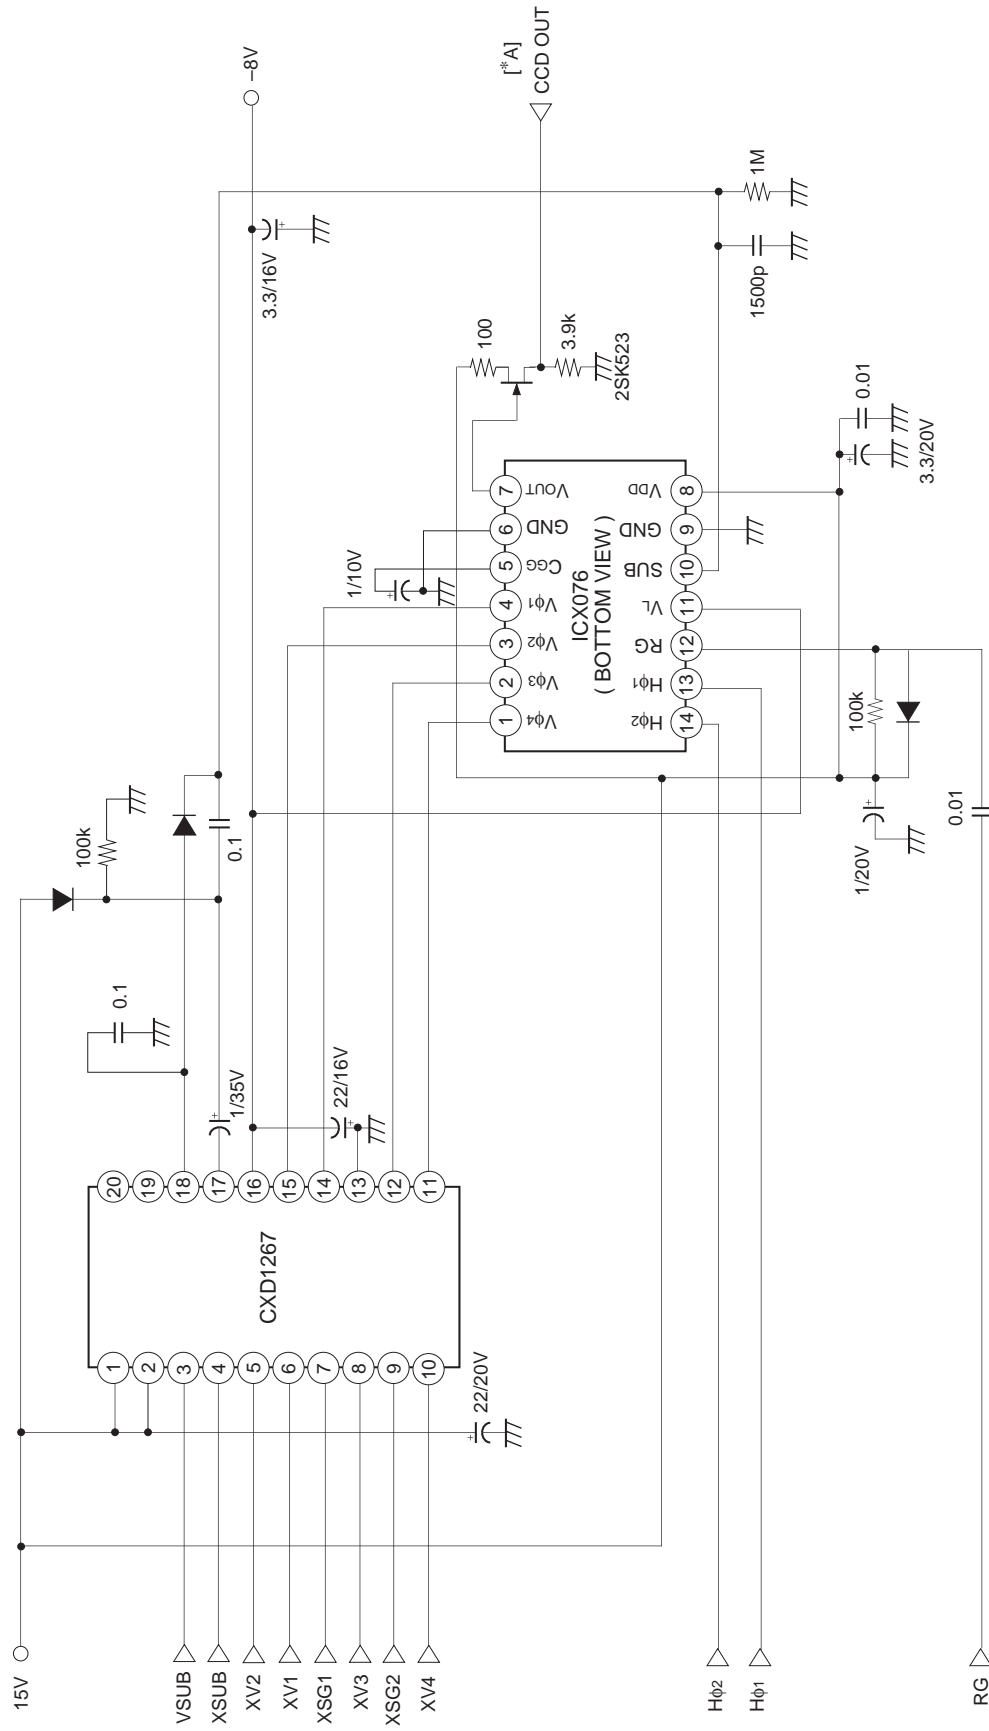 15V
VSUB
XSUB
XV2
XV1
XSG1
XV3
XSG2
XV4
Hφ2
Hφ1
RG
1
2
3
4
5
6
7
8
9
10
CXD1267
20
19
18
17
16
15
14
13
12
11
22/20V
0.1
1/35V
22/16V
100k
0.1
-8V
3.3/16V
[*A]
CCD OUT
100
3.9k
2SK523
1/10V
1
2
3
4
5
6
7
Vφ4
Vφ3
Vφ2
Vφ1
CGG
GND
VOUT
ICX076
( BOTTOM VIEW )
Hφ2
Hφ1
RG
VL
SUB
GND
VDD
14
13
12
11
10
9
8
1M
1500p
0.01
3.3/20V
100k
1/20V
0.01